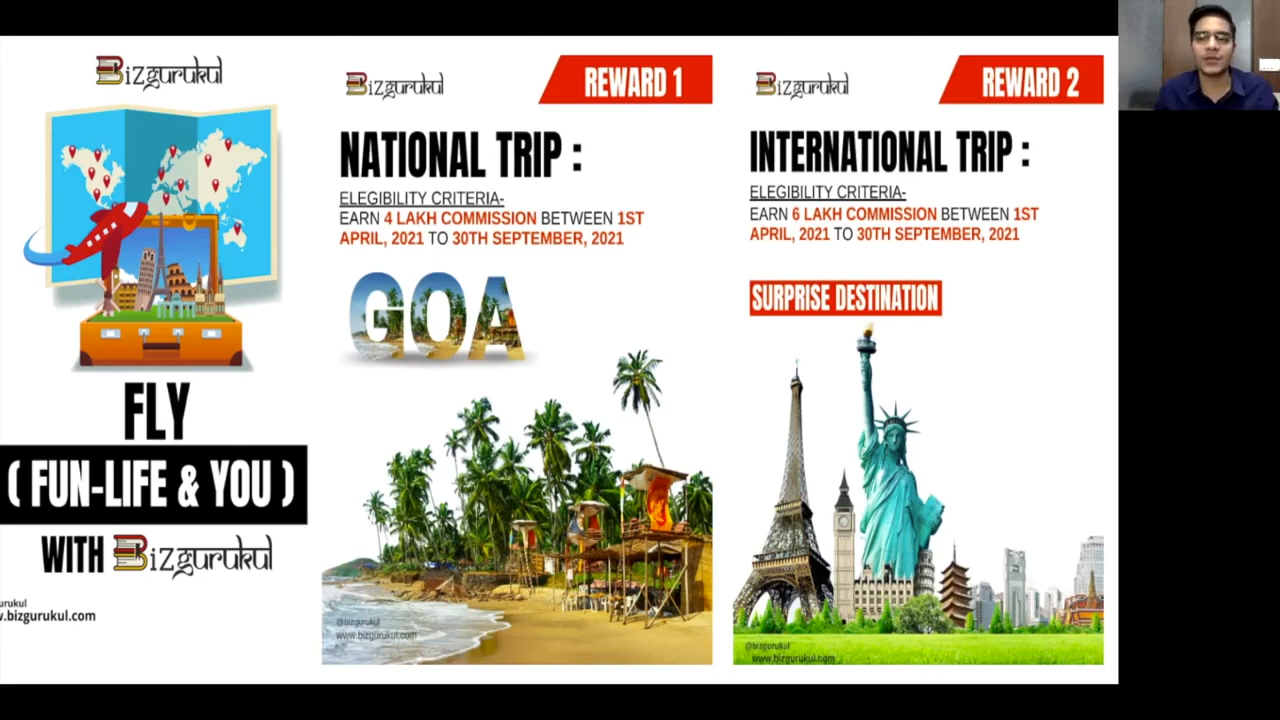 Bizgurukul
FLY
( FUN-LIFE & YOU )
WITH Bizgurukul
urukul
v.bizgurukul.com
Bizgurukul
REWARD 1
NATIONAL TRIP :
ELEGIBILITY CRITERIA-
EARN 4 LAKH COMMISSION BETWEEN 1ST
APRIL, 2021 TO 30TH SEPTEMBER, 2021
GOA
@bizgurukul
www.bizgurukul.com
Bizgurukul
REWARD 2
INTERNATIONAL TRIP :
ELEGIBILITY CRITERIA-
EARN 6 LAKH COMMISSION BETWEEN 1ST
APRIL, 2021 TO 30TH SEPTEMBER, 2021
SURPRISE DESTINATION
@bizgurukul
www.bizgurukul.com